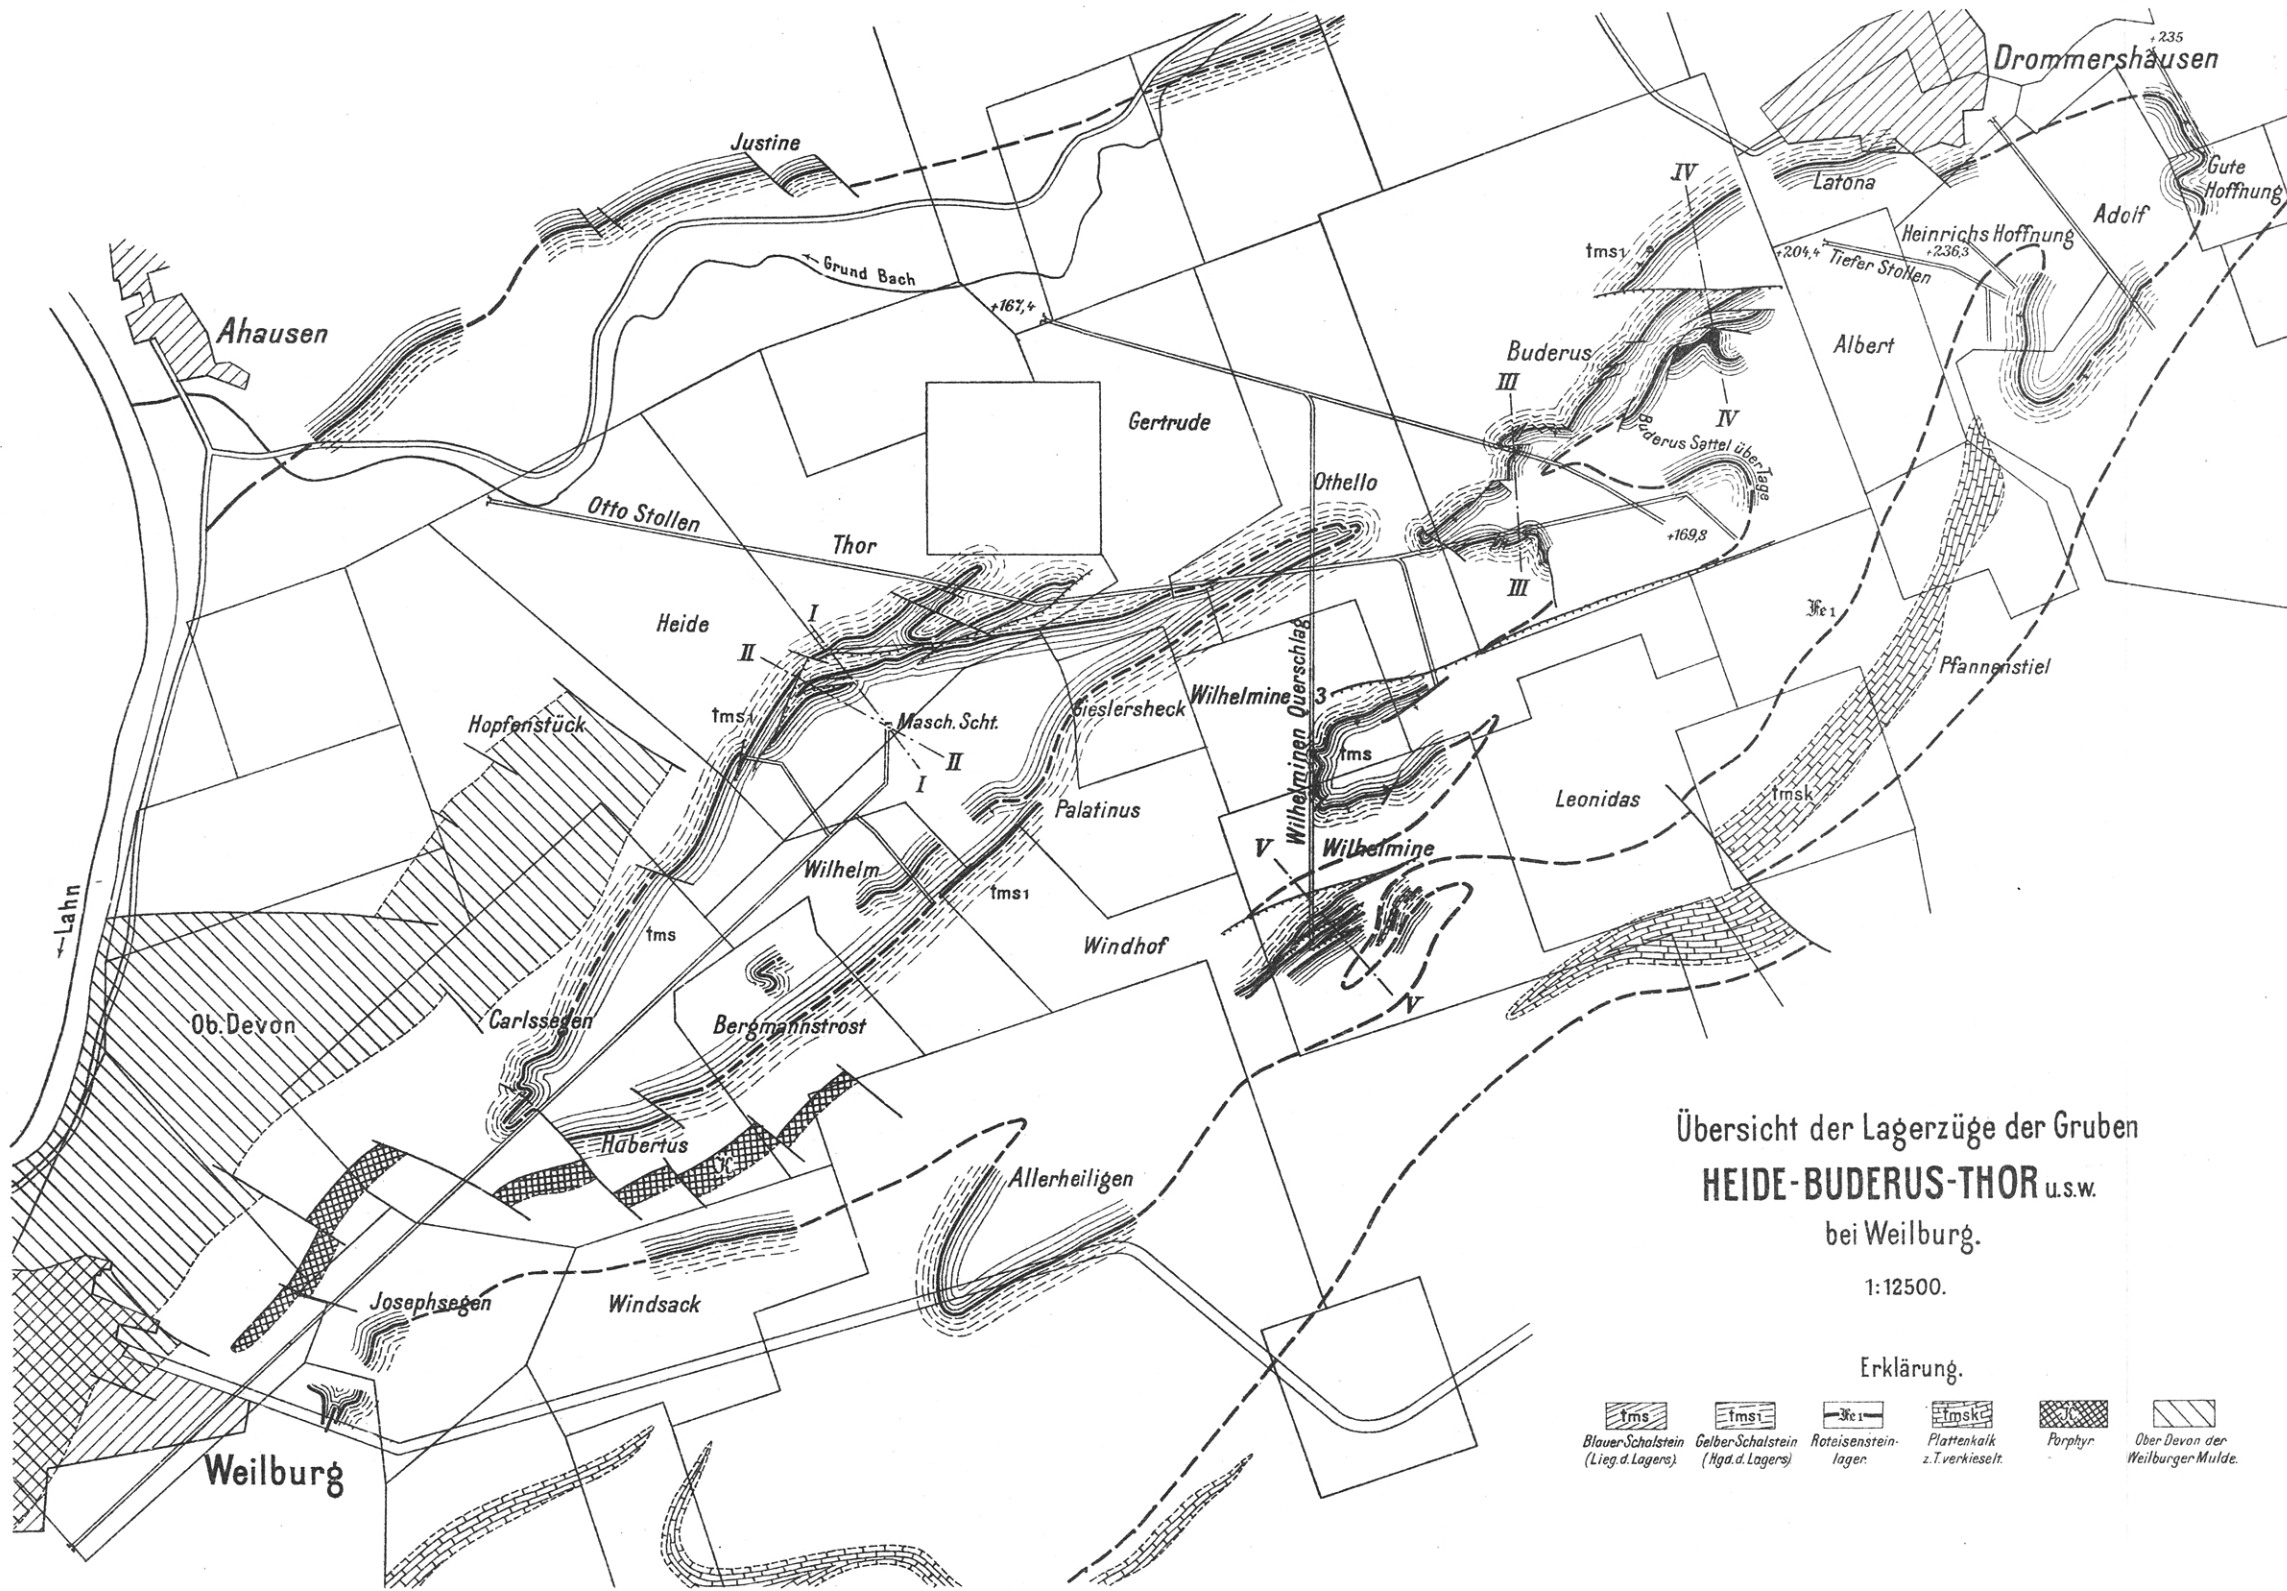 Drommershausen
+235
Justine
Gute
Hoffnung
IV
Latona
Adolf
Heinrichs Hoffnung
+236,3
+204,4
Tiefer Stollen
tms1
← Grund Bach
+167,4
Ahausen
Buderus
Albert
III
IV
Gertrude
Buderus Sattel über Tage
Othello
Otto Stollen
Thor
+169,8
III
Heide
I
II
Fe1
Pfannenstiel
Hopfenstück
tms1
Masch. Scht.
Gieslersheck
Wilhelmine 3
Wilhelminen Querschlag
tms
II
I
Palatinus
Leonidas
tmsk
V
Wilhelmine
Wilhelm
tms1
← Lahn
tms
Windhof
V
Carlssegen
Ob. Devon
Bergmannstrost
Hubertus
Allerheiligen
Josephsegen
Windsack
Weilburg
Übersicht der Lagerzüge der Gruben
HEIDE-BUDERUS-THOR u.s.w.
bei Weilburg.
1:12500.
Erklärung.
tms
tms1
Fe1
tmsk
Blauer Schalstein
(Lieg. d. Lagers)
Gelber Schalstein
(Hgd. d. Lagers)
Roteisenstein-
lager.
Plattenkalk
z.T. verkieselt.
Porphyr.
Ober Devon der
Weilburger Mulde.